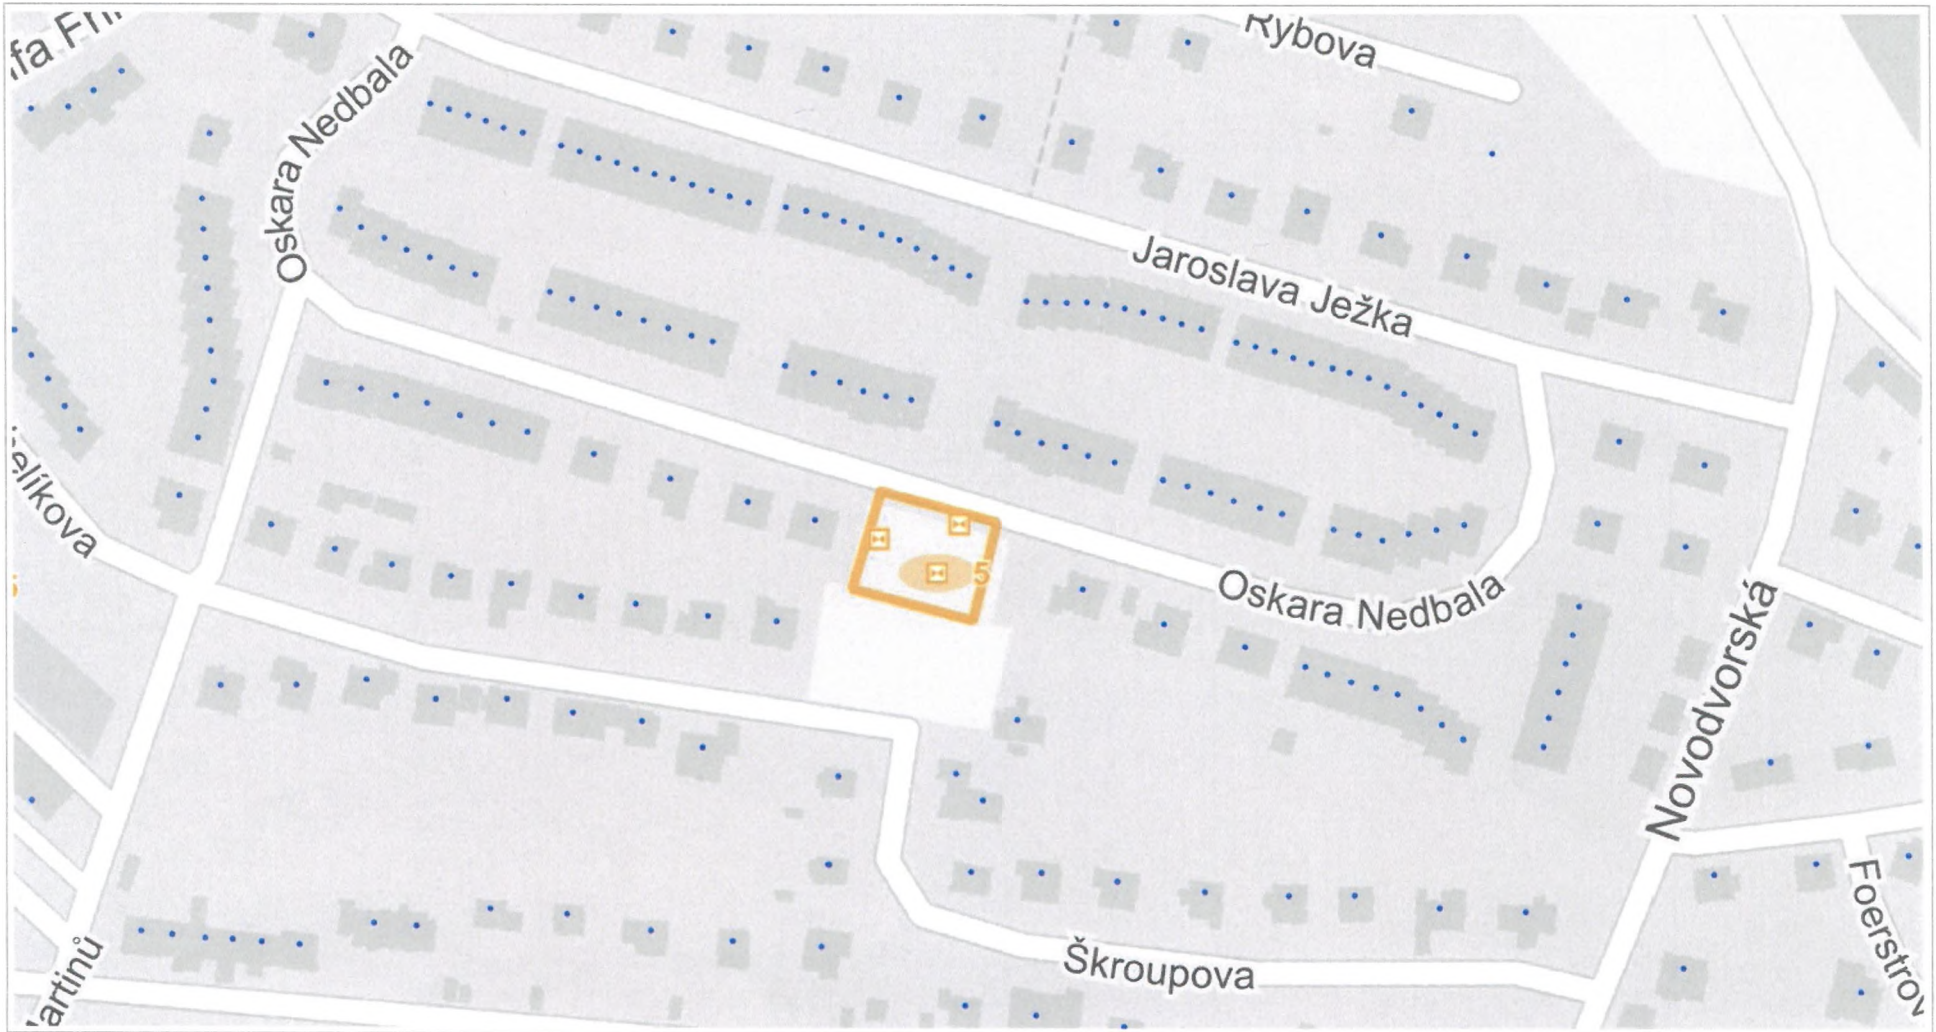 Rybova
Oskara Nedbala
Jaroslava Ježka
5
Oskara Nedbala
Novodvorská
Škroupova